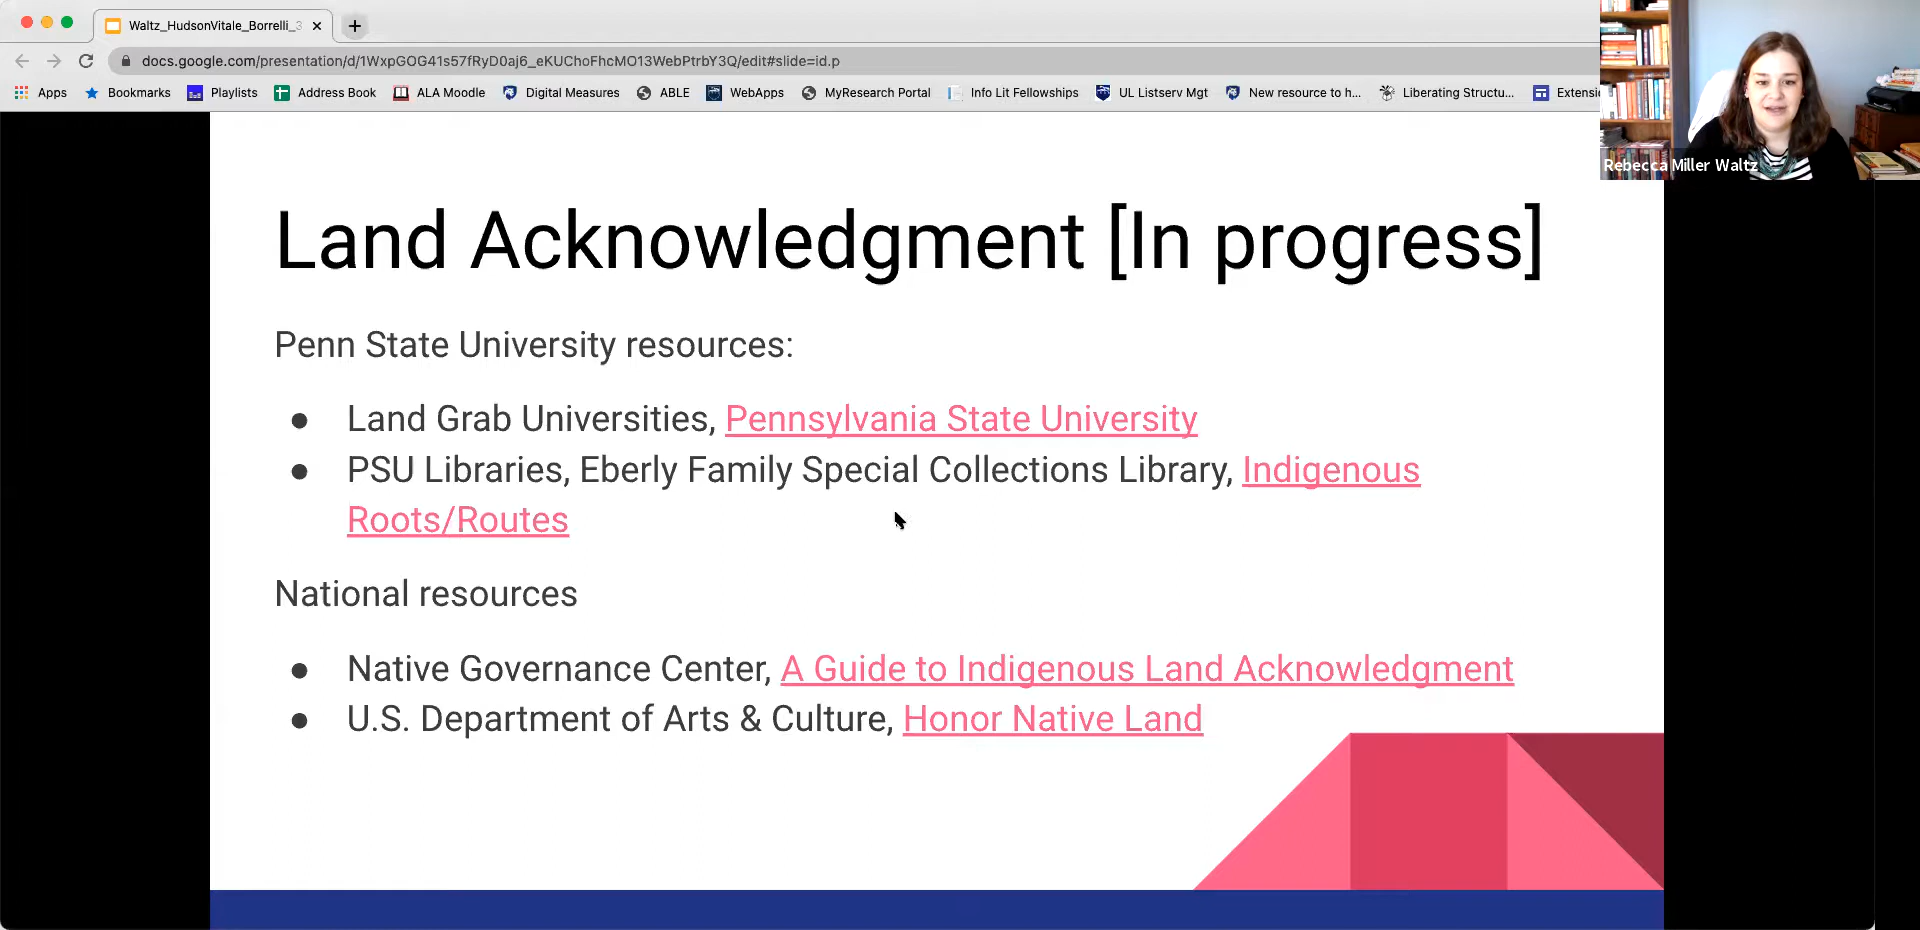 Waltz_HudsonVitale_Borrelli_3
docs.google.com/presentation/d/1WxpGOG41s57fRyD0aj6_eKUChoFhcMO13WebPtrbY3Q/edit#slide=id.p
Apps Bookmarks Playlists Address Book ALA Moodle Digital Measures ABLE WebApps MyResearch Portal Info Lit Fellowships UL Listserv Mgt New resource to h... Liberating Structu... Extensi
Rebecca Miller Waltz
Land Acknowledgment [In progress]
Penn State University resources:
● Land Grab Universities, Pennsylvania State University
● PSU Libraries, Eberly Family Special Collections Library, Indigenous
Roots/Routes
National resources
● Native Governance Center, A Guide to Indigenous Land Acknowledgment
● U.S. Department of Arts & Culture, Honor Native Land